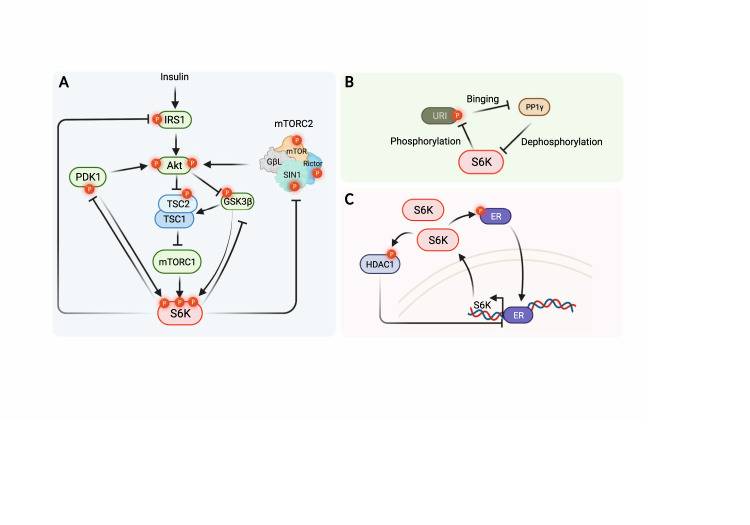 A
Insulin
P IRS1
mTORC2
P Akt P
P
mTOR
GβL
Rictor
SIN1
P
P
PDK1
P
P
TSC2
TSC1
P
GSK3β
mTORC1
P P P
S6K
B
Binging
URI P
PP1γ
Phosphorylation
Dephosphorylation
S6K
C
S6K
P
ER
S6K
P
HDAC1
S6K
ER